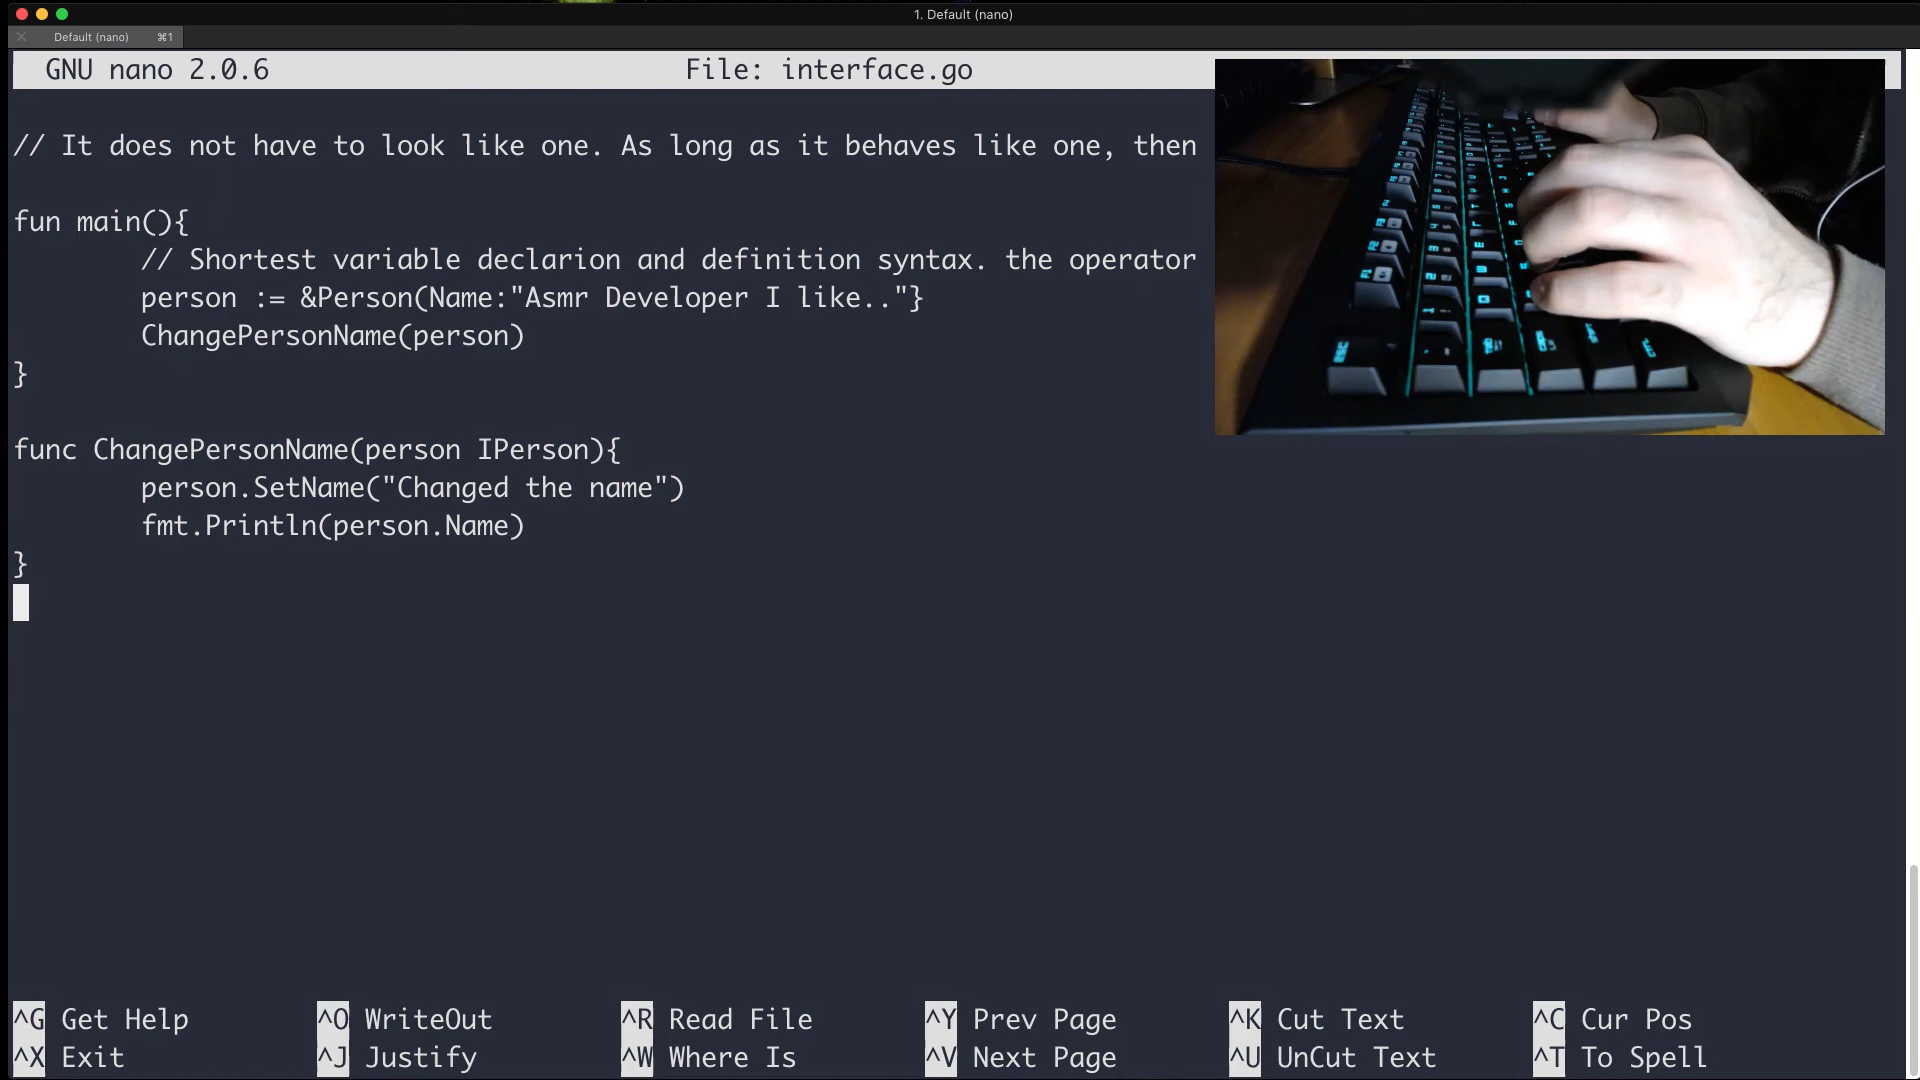 1. Default (nano)
Default (nano) ⌘1
GNU nano 2.0.6 File: interface.go
// It does not have to look like one. As long as it behaves like one, then
fun main(){
// Shortest variable declarion and definition syntax. the operator
person := &Person(Name:"Asmr Developer I like.."}
ChangePersonName(person)
}
func ChangePersonName(person IPerson){
person.SetName("Changed the name")
fmt.Println(person.Name)
}
^G Get Help ^O WriteOut ^R Read File ^Y Prev Page ^K Cut Text ^C Cur Pos
^X Exit ^J Justify ^W Where Is ^V Next Page ^U UnCut Text ^T To Spell
ESC